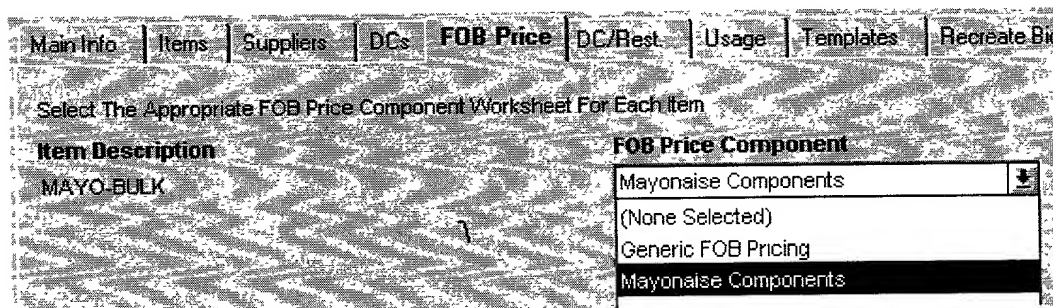 Main Info Items Suppliers DCs FOB Price DC/Rest. Usage Templates Recreate Bi
Select The Appropriate FOB Price Component Worksheet For Each Item
Item Description FOB Price Component
MAYO-BULK Mayonaise Components
(None Selected)
Generic FOB Pricing
Mayonaise Components